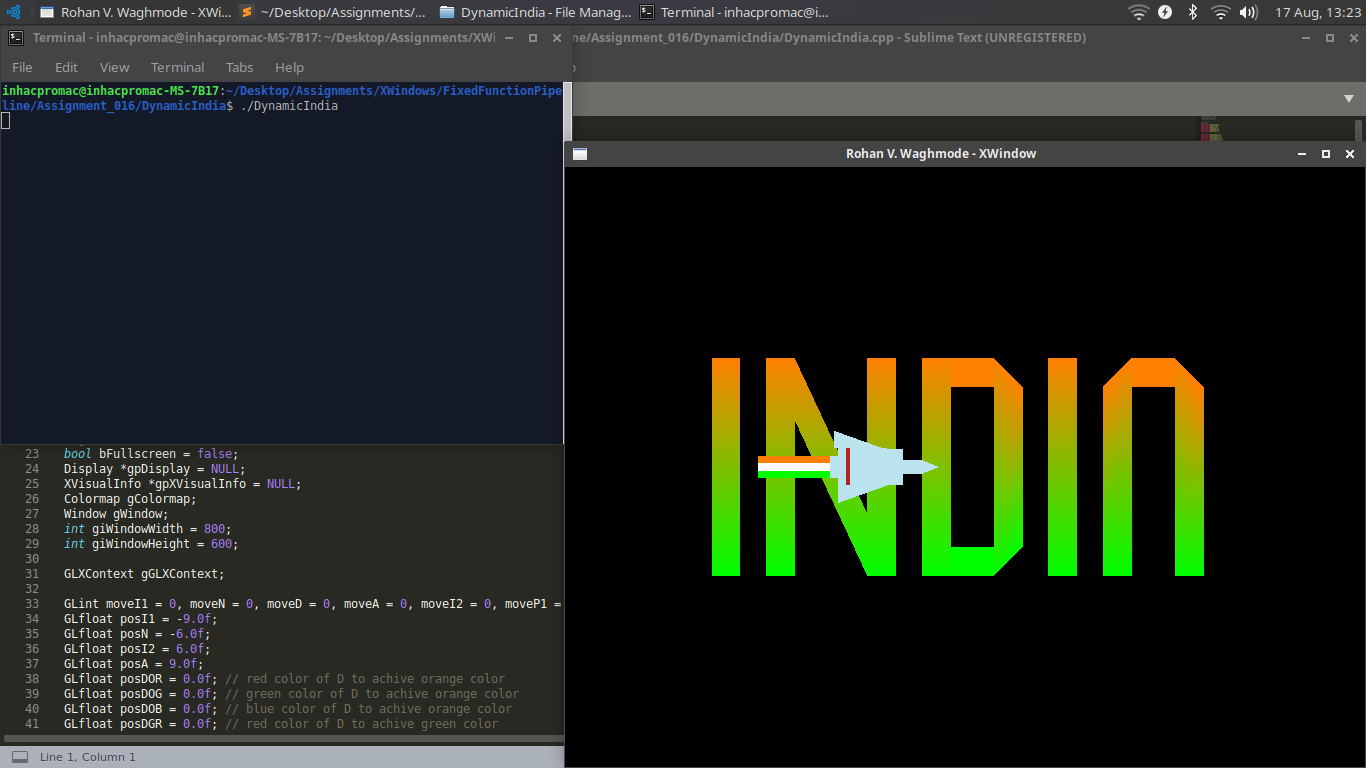 Rohan V. Waghmode - XWi...
~/Desktop/Assignments/...
DynamicIndia - File Manag...
Terminal - inhacpromac@i...
17 Aug, 13:23
Terminal - inhacpromac@inhacpromac-MS-7B17: ~/Desktop/Assignments/XWi
ne/Assignment_016/DynamicIndia/DynamicIndia.cpp - Sublime Text (UNREGISTERED)
File Edit View Terminal Tabs Help
inhacpromac@inhacpromac-MS-7B17:~/Desktop/Assignments/XWindows/FixedFunctionPipe
line/Assignment_016/DynamicIndia$ ./DynamicIndia
Rohan V. Waghmode - XWindow
INDIA
23 bool bFullscreen = false;
24 Display *gpDisplay = NULL;
25 XVisualInfo *gpXVisualInfo = NULL;
26 Colormap gColormap;
27 Window gWindow;
28 int giWindowWidth = 800;
29 int giWindowHeight = 600;
30
31 GLXContext gGLXContext;
32
33 GLint moveI1 = 0, moveN = 0, moveD = 0, moveA = 0, moveI2 = 0, moveP1 =
34 GLfloat posI1 = -9.0f;
35 GLfloat posN = -6.0f;
36 GLfloat posI2 = 6.0f;
37 GLfloat posA = 9.0f;
38 GLfloat posDOR = 0.0f; // red color of D to achive orange color
39 GLfloat posDOG = 0.0f; // green color of D to achive orange color
40 GLfloat posDOB = 0.0f; // blue color of D to achive orange color
41 GLfloat posDGR = 0.0f; // red color of D to achive green color
Line 1, Column 1